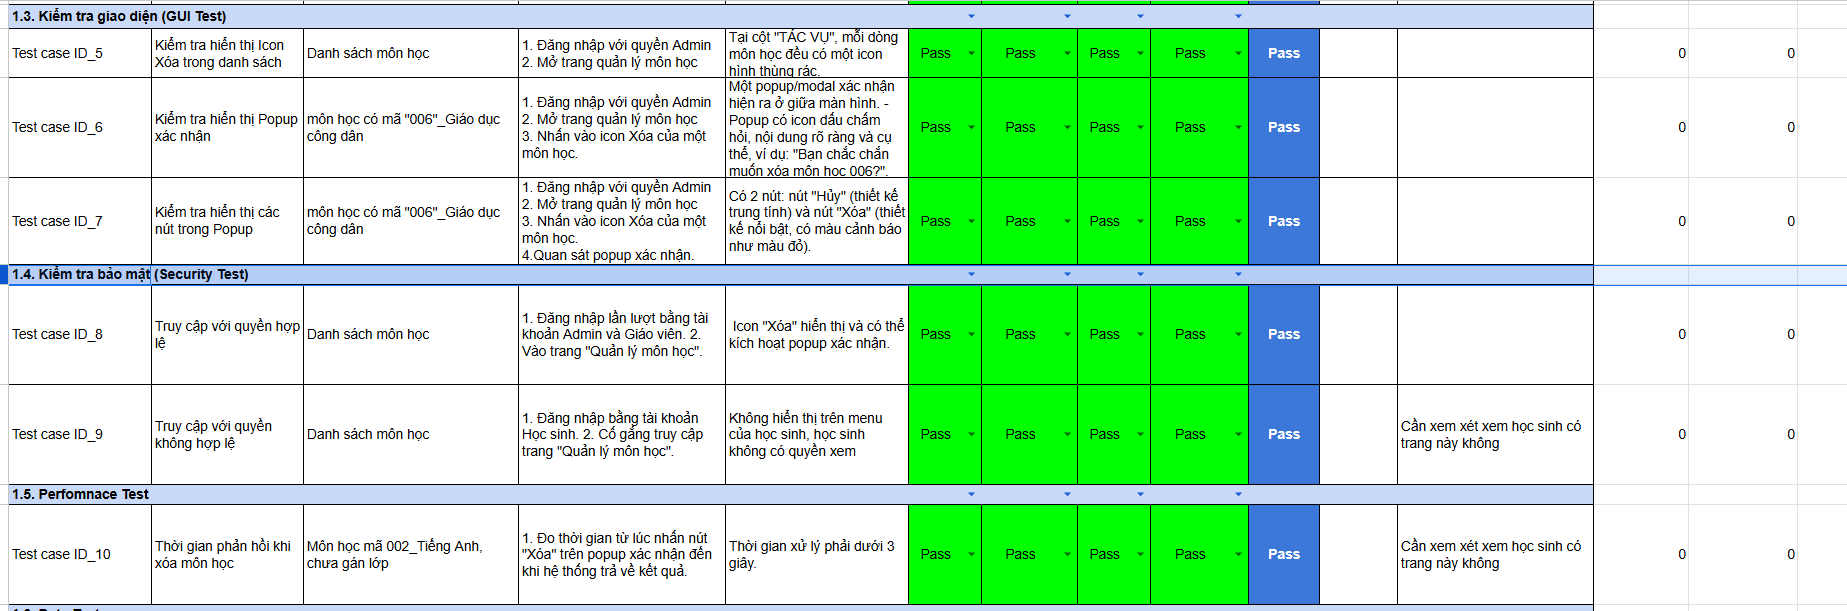 1.3. Kiểm tra giao diện (GUI Test)
Test case ID_5
Kiểm tra hiển thị Icon
Xóa trong danh sách
Danh sách môn học
1. Đăng nhập với quyền Admin
2. Mở trang quản lý môn học
Tại cột "TÁC VỤ", mỗi dòng
môn học đều có một icon
hình thùng rác.
Pass
Pass
Pass
Pass
Pass
0
0
Test case ID_6
Kiểm tra hiển thị Popup
xác nhận
môn học có mã "006"_Giáo dục
công dân
1. Đăng nhập với quyền Admin
2. Mở trang quản lý môn học
3. Nhấn vào icon Xóa của một
môn học.
Một popup/modal xác nhận
hiện ra ở giữa màn hình. -
Popup có icon dấu chấm
hỏi, nội dung rõ ràng và cụ
thể, ví dụ: "Bạn chắc chắn
muốn xóa môn học 006?".
Pass
Pass
Pass
Pass
Pass
0
0
Test case ID_7
Kiểm tra hiển thị các
nút trong Popup
môn học có mã "006"_Giáo dục
công dân
1. Đăng nhập với quyền Admin
2. Mở trang quản lý môn học
3. Nhấn vào icon Xóa của một
môn học.
4.Quan sát popup xác nhận.
Có 2 nút: nút "Hủy" (thiết kế
trung tính) và nút "Xóa" (thiết
kế nổi bật, có màu cảnh báo
như màu đỏ).
Pass
Pass
Pass
Pass
Pass
0
0
1.4. Kiểm tra bảo mật (Security Test)
Test case ID_8
Truy cập với quyền hợp
lệ
Danh sách môn học
1. Đăng nhập lần lượt bằng tài
khoản Admin và Giáo viên. 2.
Vào trang "Quản lý môn học".
Icon "Xóa" hiển thị và có thể
kích hoạt popup xác nhận.
Pass
Pass
Pass
Pass
Pass
0
0
Test case ID_9
Truy cập với quyền
không hợp lệ
Danh sách môn học
1. Đăng nhập bằng tài khoản
Học sinh. 2. Cố gắng truy cập
trang "Quản lý môn học".
Không hiển thị trên menu
của học sinh, học sinh
không có quyền xem
Pass
Pass
Pass
Pass
Pass
Cần xem xét xem học sinh có
trang này không
0
0
1.5. Perfomnace Test
Test case ID_10
Thời gian phản hồi khi
xóa môn học
Môn học mã 002_Tiếng Anh,
chưa gán lớp
1. Đo thời gian từ lúc nhấn nút
"Xóa" trên popup xác nhận đến
khi hệ thống trả về kết quả.
Thời gian xử lý phải dưới 3
giây.
Pass
Pass
Pass
Pass
Pass
Cần xem xét xem học sinh có
trang này không
0
0